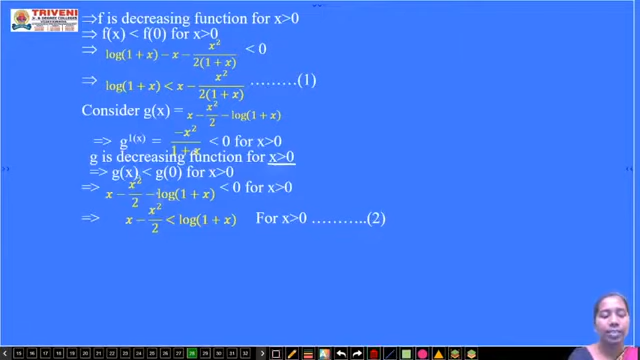 TRIVENI
⇒f is decreasing function for x>0
⇒ f(x) < f(0) for x>0
⇒ log(1 + x) − x − x²/2(1 + x) < 0
⇒ log(1 + x) < x − x²/2(1 + x) ………(1)
Consider g(x) = x − x²/2 − log(1 + x)
=> g^1(x) = −x²/1+x < 0 for x>0
g is decreasing function for x>0
=> g(x) < g(0) for x>0
=> x − x²/2 − log(1 + x) < 0 for x>0
=> x − x²/2 < log(1 + x) For x>0 ………..(2)
15 16 17 18 19 20 21 22 23 24 25 26 27 28 29 30 31 32